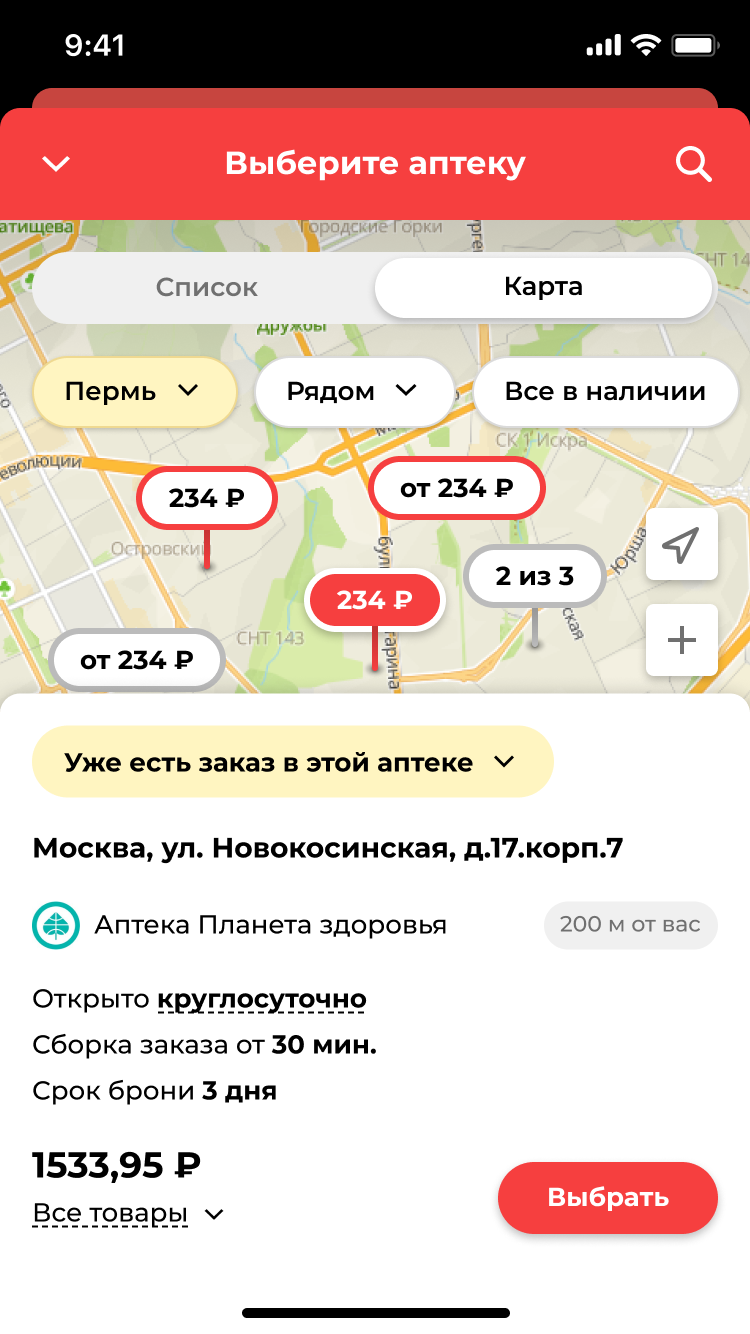 9:41
Выберите аптеку
атищева
Городские Горки
СНТ 14
Список
Карта
Дружбы
Пермь
Рядом
Все в наличии
СК 1 Искра
еволюции
234 ₽
от 234 ₽
Островский
Юрша
2 из 3
234 ₽
СНТ 143
ская
арина
от 234 ₽
Уже есть заказ в этой аптеке
Москва, ул. Новокосинская, д.17.корп.7
Аптека Планета здоровья
200 м от вас
Открыто круглосуточно
Сборка заказа от 30 мин.
Срок брони 3 дня
1533,95 ₽
Все товары
Выбрать